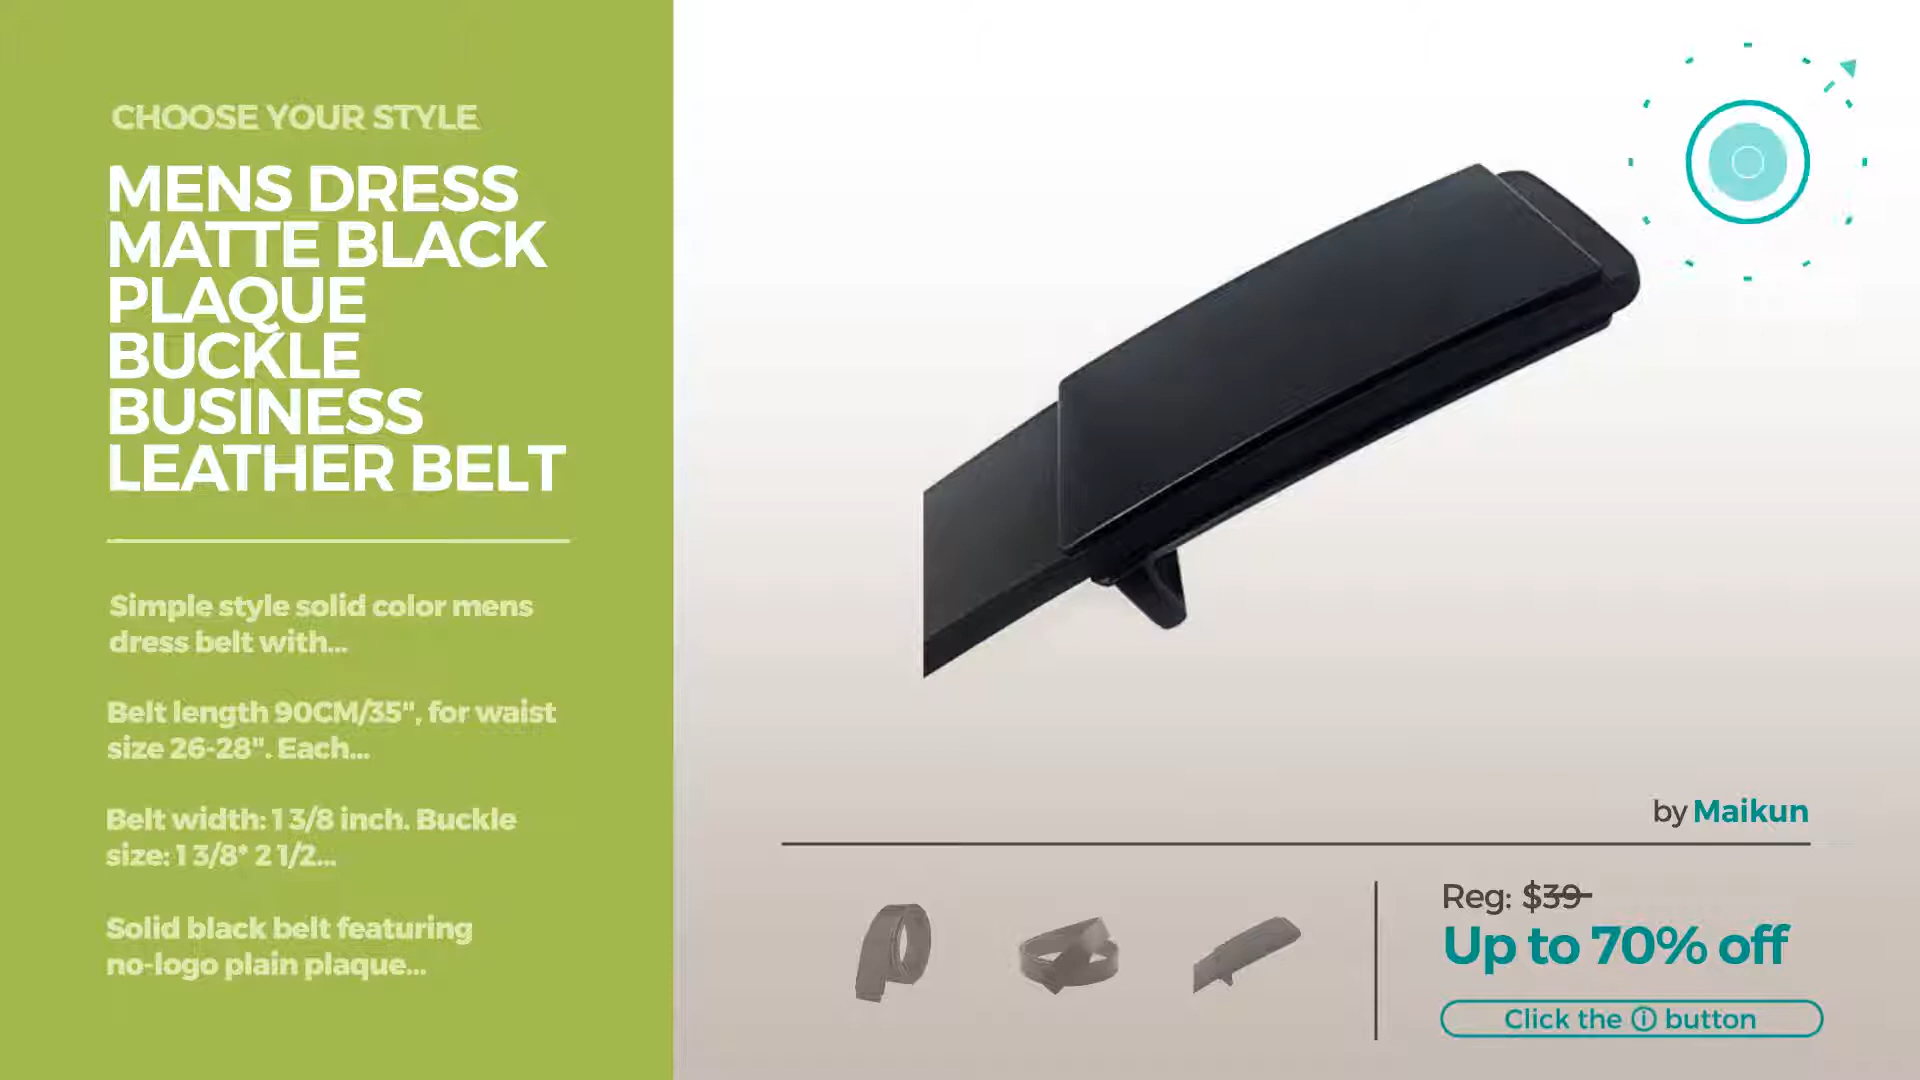 CHOOSE YOUR STYLE
MENS DRESS
MATTE BLACK
PLAQUE
BUCKLE
BUSINESS
LEATHER BELT
Simple style solid color mens
dress belt with...
Belt length 90CM/35", for waist
size 26-28". Each...
Belt width: 1 3/8 inch. Buckle
size: 1 3/8* 2 1/2...
Solid black belt featuring
no-logo plain plaque...
by Maikun
Reg: $39
Up to 70% off
Click the ⓘ button